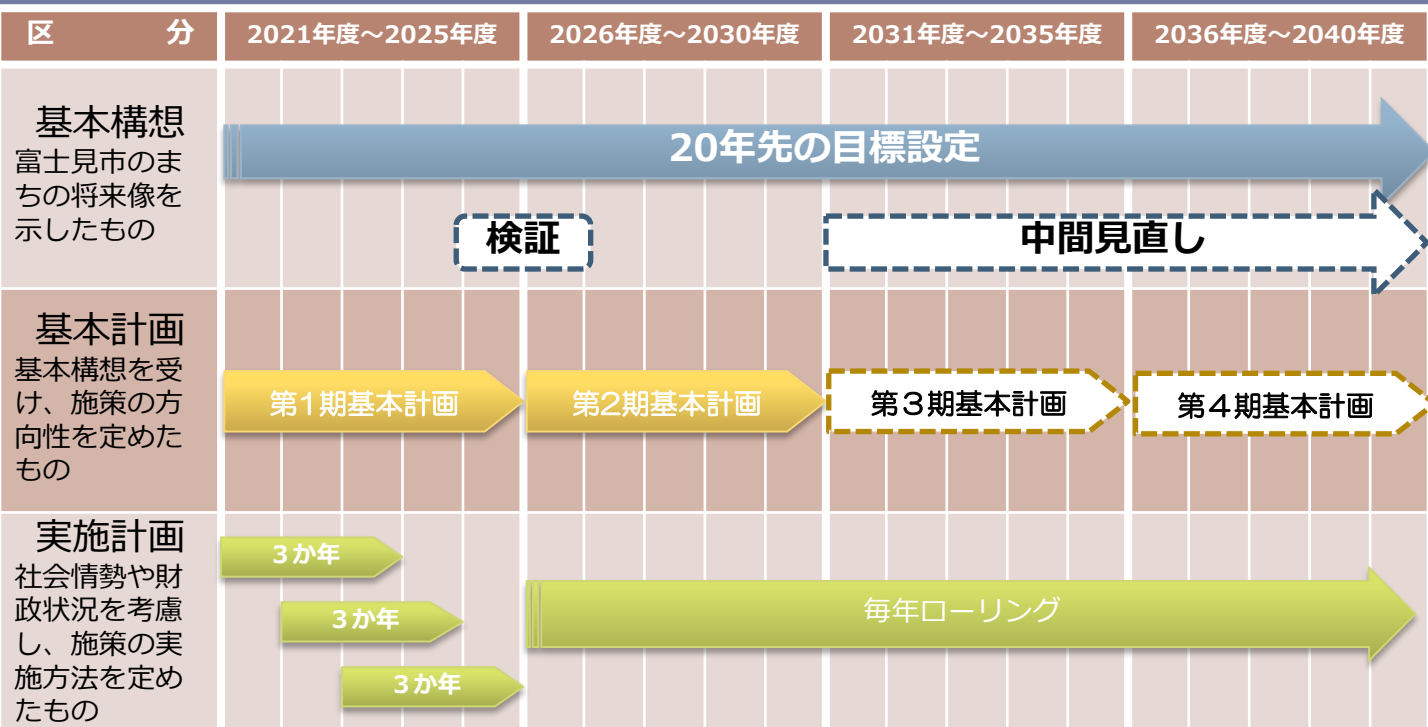 区　　　分
2021年度～2025年度
2026年度～2030年度
2031年度～2035年度
2036年度～2040年度
基本構想
富士見市のま
ちの将来像を
示したもの
20年先の目標設定
検証
中間見直し
基本計画
基本構想を受
け、施策の方
向性を定めた
もの
第1期基本計画
第2期基本計画
第３期基本計画
第４期基本計画
実施計画
社会情勢や財
政状況を考慮
し、施策の実
施方法を定め
たもの
３か年
３か年
３か年
毎年ローリング